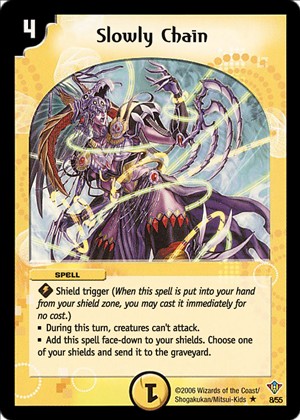 4
Slowly Chain
SPELL
Shield trigger (When this spell is put into your hand
from your shield zone, you may cast it immediately for
no cost.)
■ During this turn, creatures can't attack.
■ Add this spell face-down to your shields. Choose one
of your shields and send it to the graveyard.
1
©2006 Wizards of the Coast/
Shogakukan/Mitsui-Kids ★ 8/55